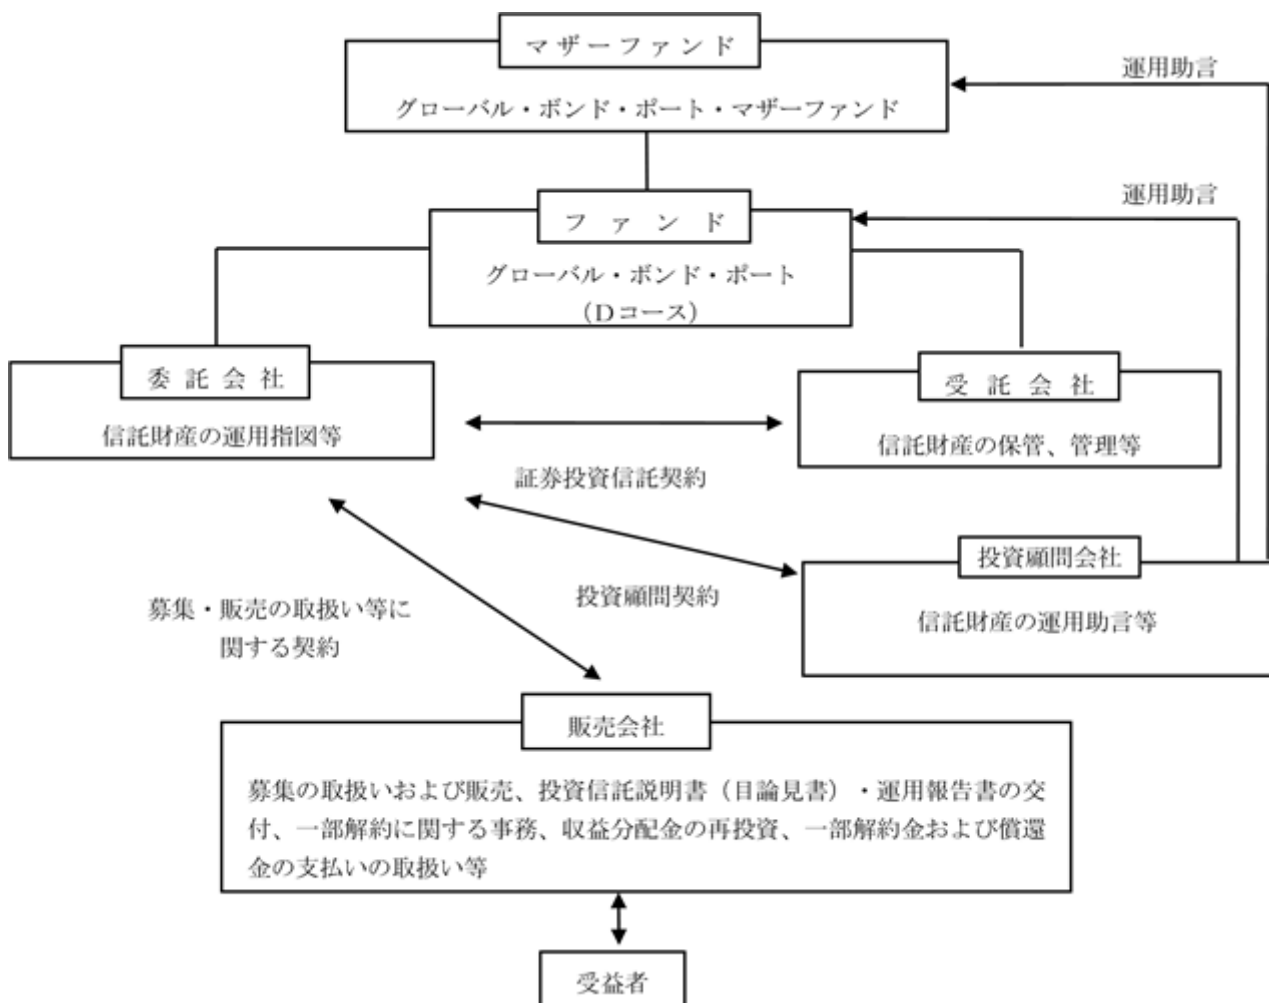 マザーファンド
運用助言
グローバル・ボンド・ポート・マザーファンド
運用助言
ファンド
グローバル・ボンド・ポート
（Dコース）
委託会社
受託会社
信託財産の運用指図等
信託財産の保管、管理等
証券投資信託契約
投資顧問会社
投資顧問契約
募集・販売の取扱い等に
関する契約
信託財産の運用助言等
販売会社
募集の取扱いおよび販売、投資信託説明書（目論見書）・運用報告書の交
付、一部解約に関する事務、収益分配金の再投資、一部解約金および償還
金の支払いの取扱い等
受益者